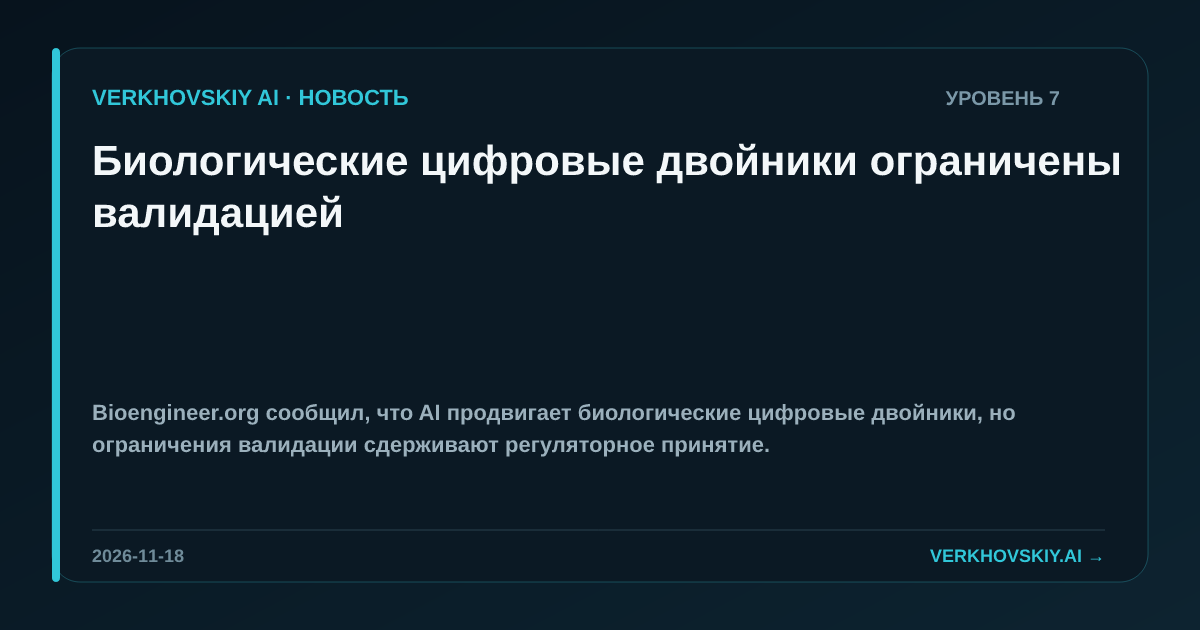 VERKHOVSKIY AI · НОВОСТЬ
УРОВЕНЬ 7
Биологические цифровые двойники ограничены
валидацией
Bioengineer.org сообщил, что AI продвигает биологические цифровые двойники, но
ограничения валидации сдерживают регуляторное принятие.
2026-11-18
VERKHOVSKIY.AI →